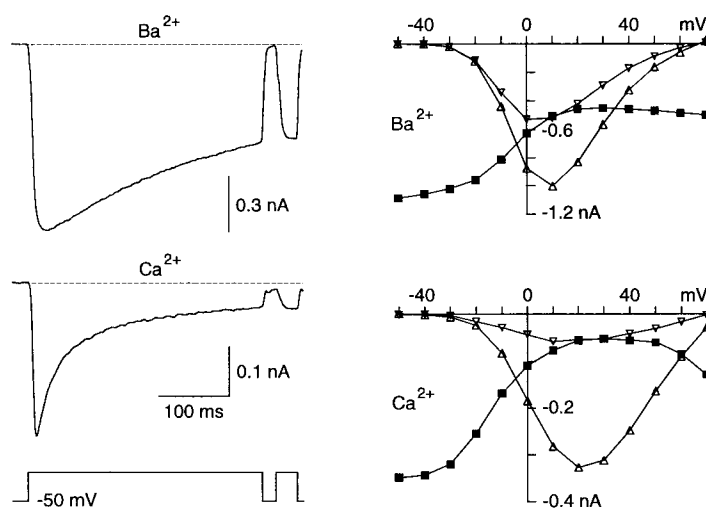 Ba²⁺
0.3 nA
Ca²⁺
0.1 nA
100 ms
-50 mV
-40 0 40 mV
-0.6
Ba²⁺
-1.2 nA
-40 0 40 mV
Ca²⁺
-0.2
-0.4 nA